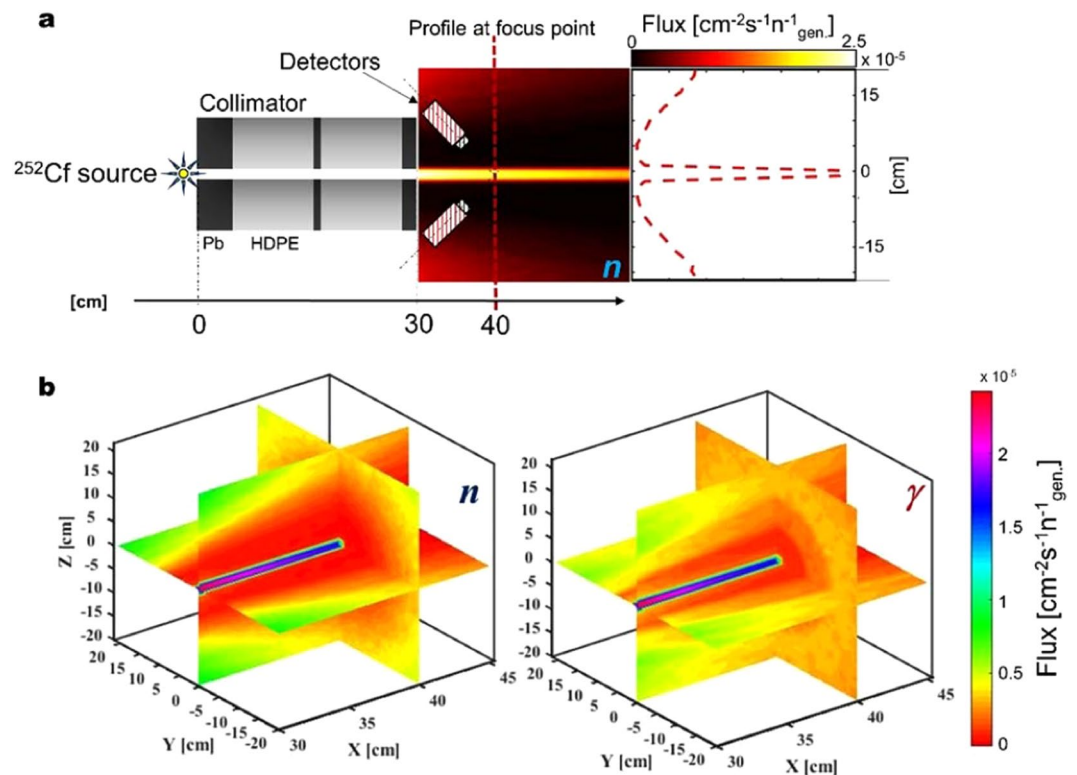 a
Profile at focus point
Flux [cm-2s-1n-1gen.]
0 2.5
x 10-5
Detectors
Collimator
252Cf source
Pb HDPE
n
15
0
-15
[cm]
[cm]
0 30 40
b
n
Z [cm]
20
15
10
5
0
-5
-10
-15
-20
20 15 10 5 0 -5 -10 -15 -20
Y [cm]
30 35 40 45
X [cm]
γ
20
15
10
5
0
-5
-10
-15
-20
20 15 10 5 0 -5 -10 -15 -20
Y [cm]
30 35 40 45
X [cm]
x 105
2
1.5
1
0.5
0
Flux [cm-2s-1n-1gen.]